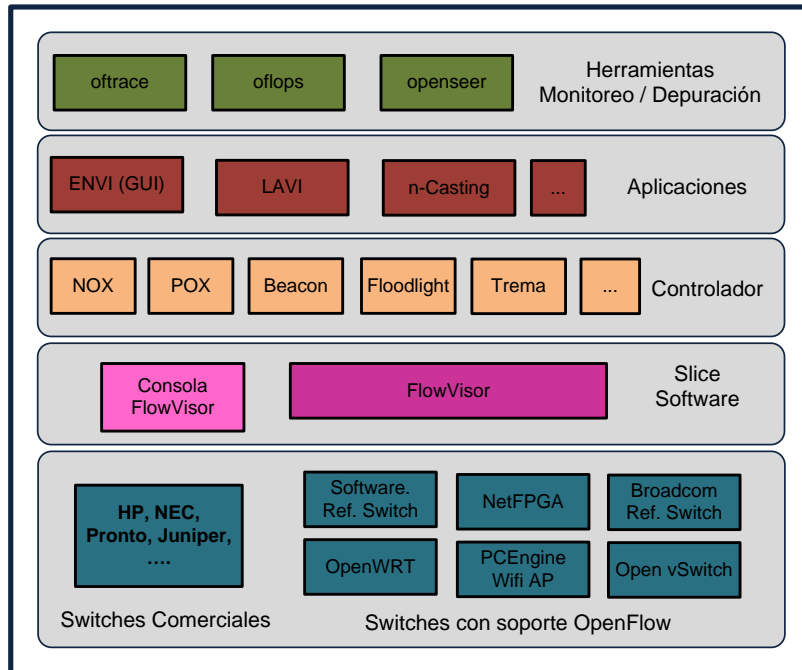 oftrace
oflops
openseer
Herramientas
Monitoreo / Depuración
ENVI (GUI)
LAVI
n-Casting
...
Aplicaciones
NOX
POX
Beacon
Floodlight
Trema
...
Controlador
Consola
FlowVisor
FlowVisor
Slice
Software
HP, NEC,
Pronto, Juniper,
....
Switches Comerciales
Software.
Ref. Switch
NetFPGA
Broadcom
Ref. Switch
OpenWRT
PCEngine
Wifi AP
Open vSwitch
Switches con soporte OpenFlow